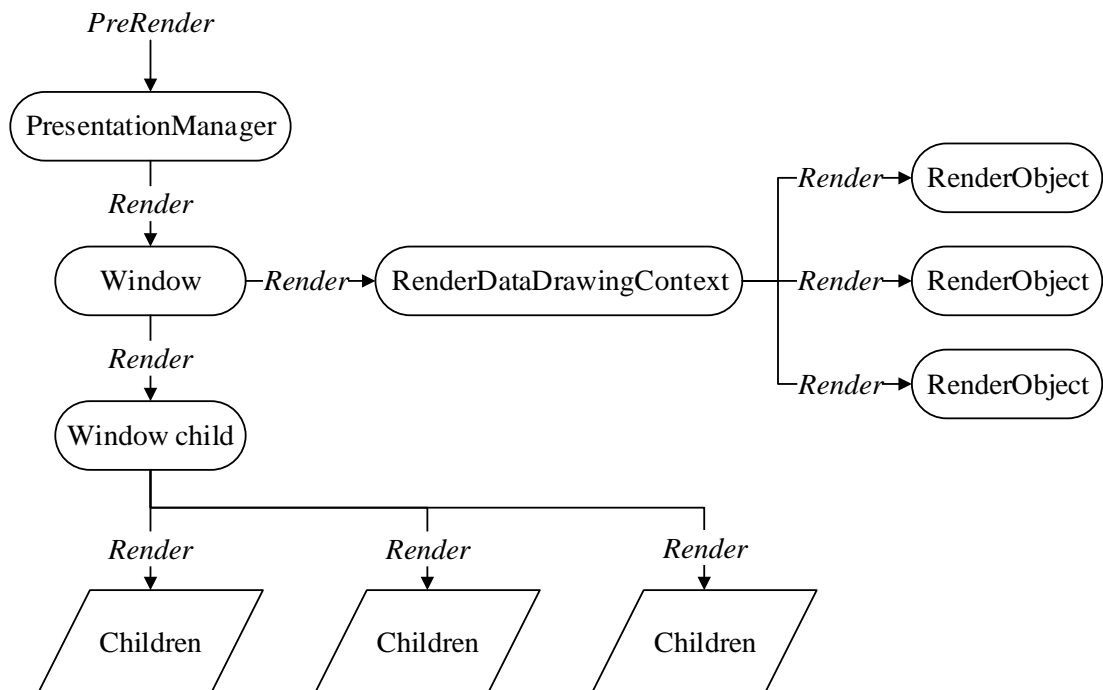 PreRender
PresentationManager
Render
RenderObject
Render
Window
Render
RenderDataDrawingContext
Render
RenderObject
Render
Render
RenderObject
Window child
Render
Render
Render
Children
Children
Children